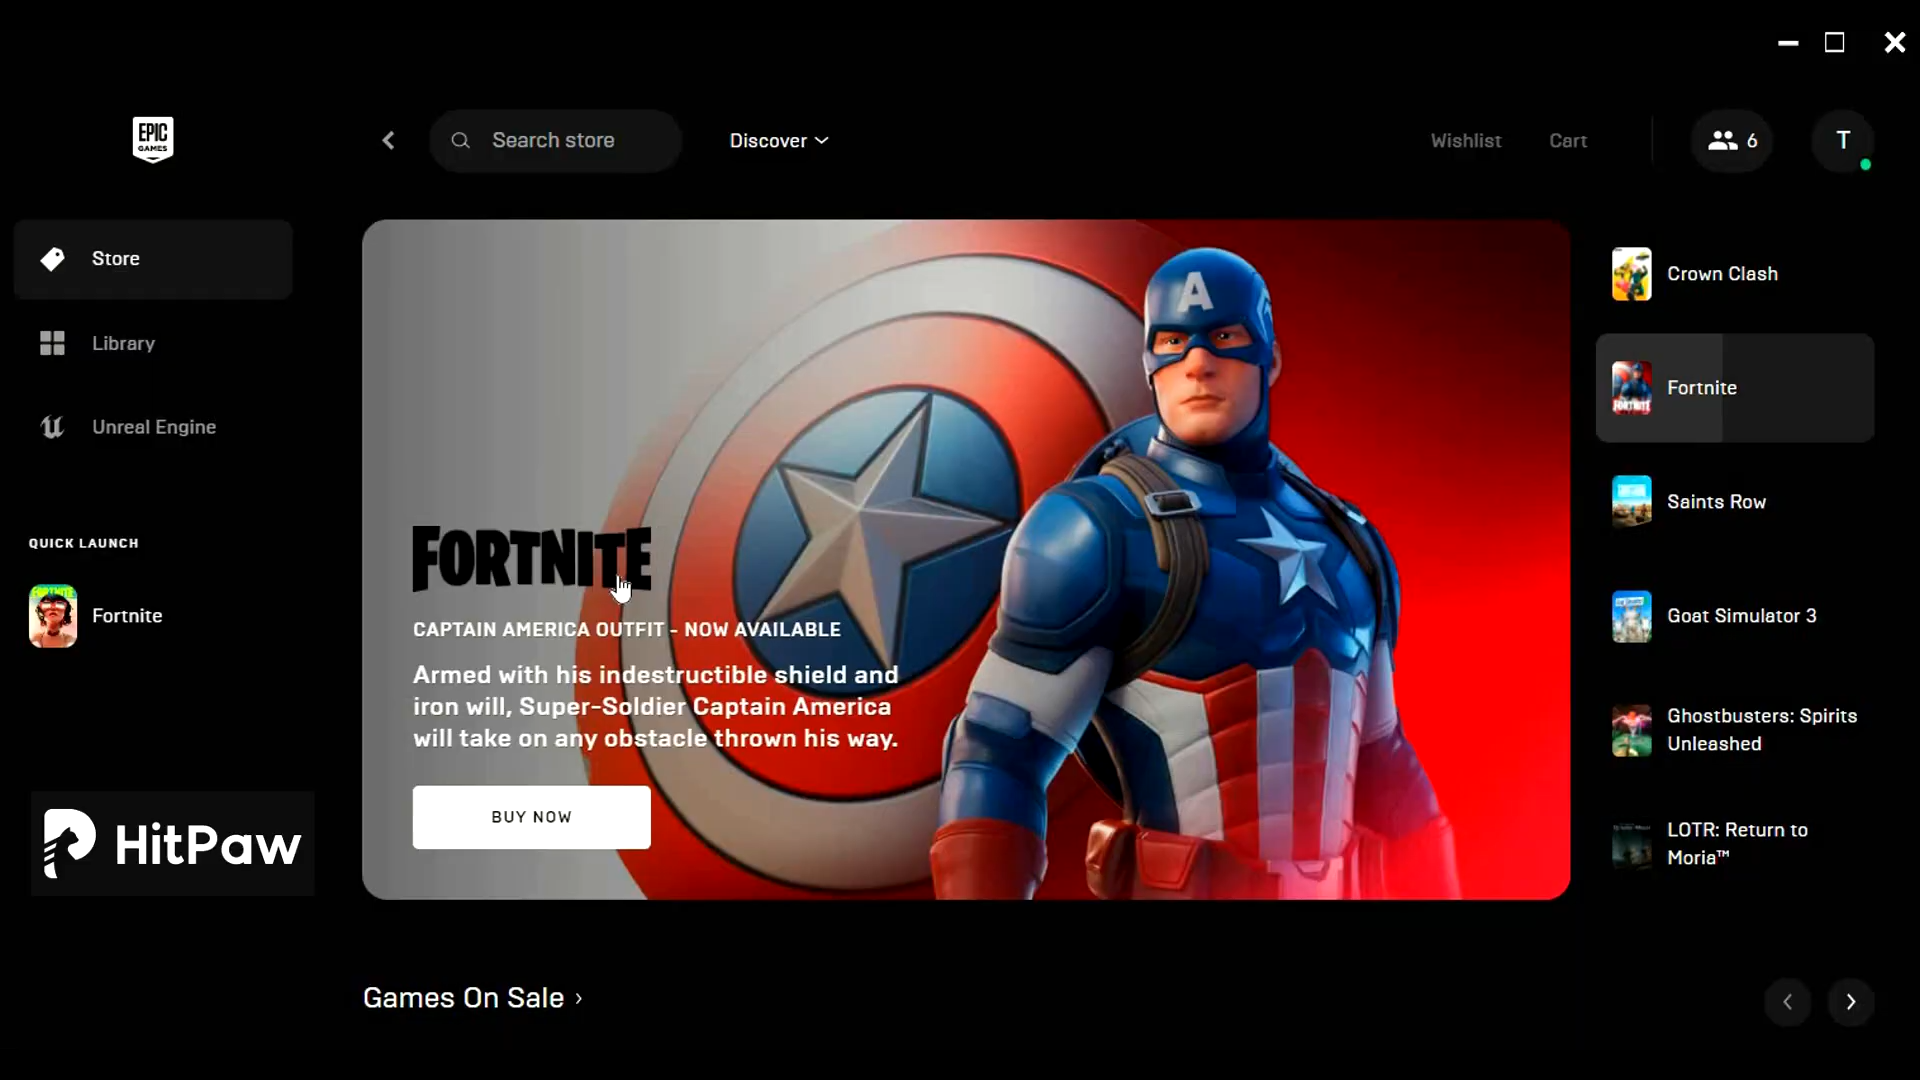 EPIC
GAMES
Search store
Discover
Wishlist
Cart
6
T
Store
Library
Unreal Engine
QUICK LAUNCH
FORTNITE
Fortnite
HitPaw
A
FORTNITE
CAPTAIN AMERICA OUTFIT - NOW AVAILABLE
Armed with his indestructible shield and
iron will, Super-Soldier Captain America
will take on any obstacle thrown his way.
BUY NOW
Crown Clash
FORTNITE
Fortnite
Saints Row
Goat Simulator 3
Ghostbusters: Spirits
Unleashed
LOTR: Return to
Moria™
Games On Sale